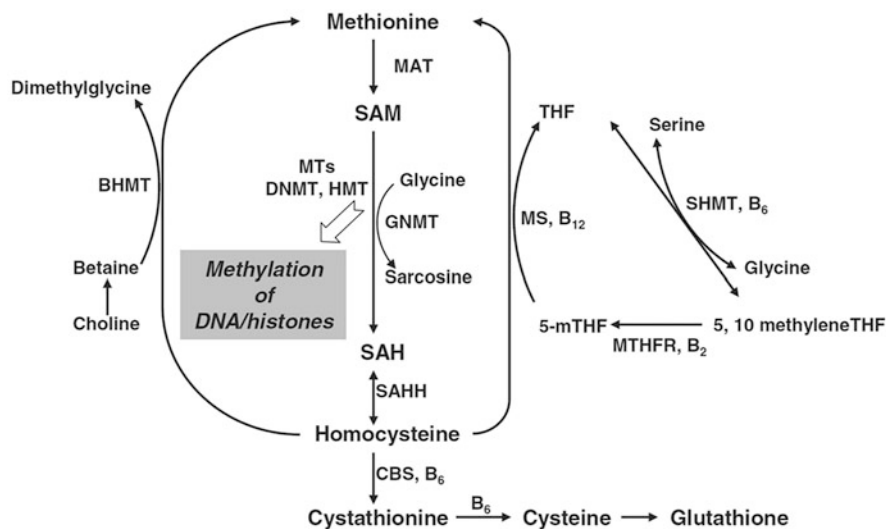 Methionine
MAT
Dimethylglycine
SAM
THF
Serine
MTs
DNMT, HMT
Glycine
BHMT
GNMT
MS, B12
SHMT, B6
Betaine
Methylation
of
DNA/histones
Sarcosine
Glycine
Choline
5-mTHF
5, 10 methyleneTHF
MTHFR, B2
SAH
SAHH
Homocysteine
CBS, B6
Cystathionine
B6
Cysteine
Glutathione